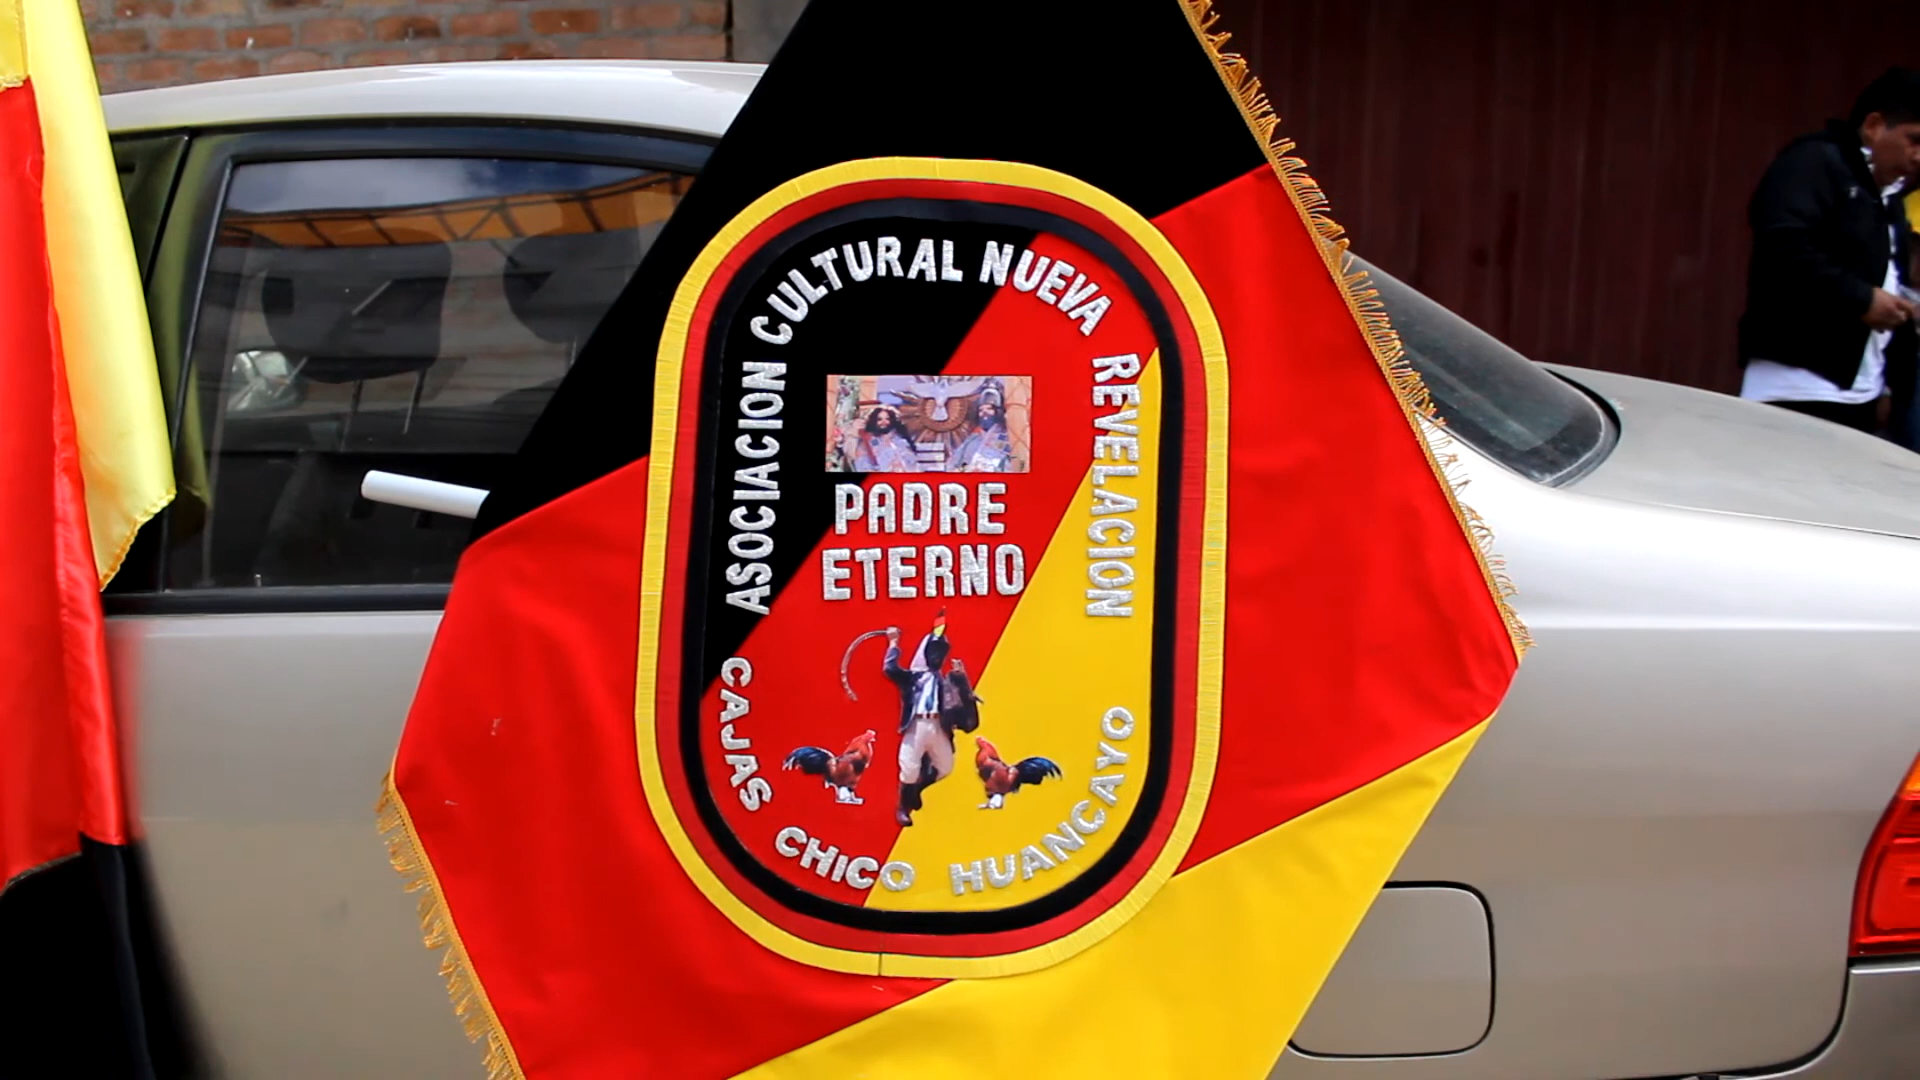 ASOCIACION CULTURAL NUEVA REVELACION
PADRE
ETERNO
CAJAS CHICO HUANCAYO